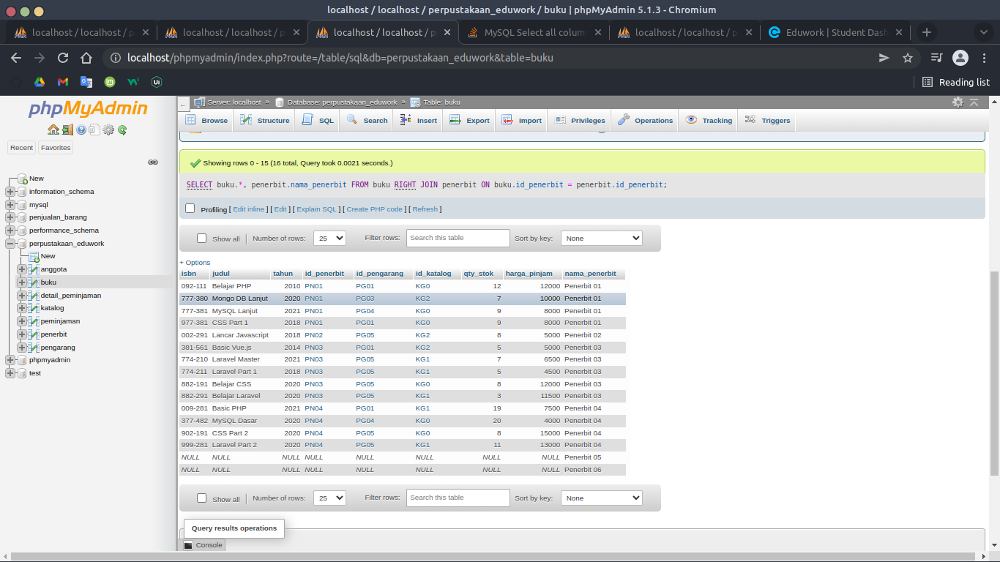 localhost / localhost / perpustakaan_eduwork / buku | phpMyAdmin 5.1.3 - Chromium
localhost / localhost / p
localhost / localhost / p
localhost / localhost / p
MySQL Select all colum
localhost / localhost / p
Eduwork | Student Dash
localhost/phpmyadmin/index.php?route=/table/sql&db=perpustakaan_eduwork&table=buku
Reading list
phpMyAdmin
Recent Favorites
New
information_schema
mysql
penjualan_barang
performance_schema
perpustakaan_eduwork
New
anggota
buku
detail_peminjaman
katalog
peminjaman
penerbit
pengarang
phpmyadmin
test
Server: localhost » Database: perpustakaan_eduwork » Table: buku
Browse Structure SQL Search Insert Export Import Privileges Operations Tracking Triggers
Showing rows 0 - 15 (16 total, Query took 0.0021 seconds.)
SELECT buku.*, penerbit.nama_penerbit FROM buku RIGHT JOIN penerbit ON buku.id_penerbit = penerbit.id_penerbit;
Profiling [ Edit inline ] [ Edit ] [ Explain SQL ] [ Create PHP code ] [ Refresh ]
Show all | Number of rows: 25 Filter rows: Search this table Sort by key: None
+ Options
isbn judul tahun id_penerbit id_pengarang id_katalog qty_stok harga_pinjam nama_penerbit
092-111 Belajar PHP 2010 PN01 PG01 KG0 12 12000 Penerbit 01
777-380 Mongo DB Lanjut 2020 PN01 PG03 KG2 7 10000 Penerbit 01
777-381 MySQL Lanjut 2021 PN01 PG04 KG0 9 8000 Penerbit 01
977-381 CSS Part 1 2018 PN01 PG01 KG0 9 8000 Penerbit 01
002-291 Lancar Javascript 2018 PN02 PG05 KG2 8 5000 Penerbit 02
381-561 Basic Vue.js 2014 PN03 PG01 KG2 5 5000 Penerbit 03
774-210 Laravel Master 2021 PN03 PG05 KG1 7 6500 Penerbit 03
774-211 Laravel Part 1 2018 PN03 PG05 KG1 5 4500 Penerbit 03
882-191 Belajar CSS 2020 PN03 PG05 KG0 8 12000 Penerbit 03
882-291 Belajar Laravel 2020 PN03 PG05 KG1 3 11500 Penerbit 03
009-281 Basic PHP 2021 PN04 PG01 KG1 19 7500 Penerbit 04
377-482 MySQL Dasar 2020 PN04 PG04 KG0 20 4000 Penerbit 04
902-191 CSS Part 2 2020 PN04 PG05 KG0 8 15000 Penerbit 04
999-281 Laravel Part 2 2020 PN04 PG05 KG1 11 13000 Penerbit 04
NULL NULL NULL NULL NULL NULL NULL NULL Penerbit 05
NULL NULL NULL NULL NULL NULL NULL NULL Penerbit 06
Show all | Number of rows: 25 Filter rows: Search this table Sort by key: None
Query results operations
Console